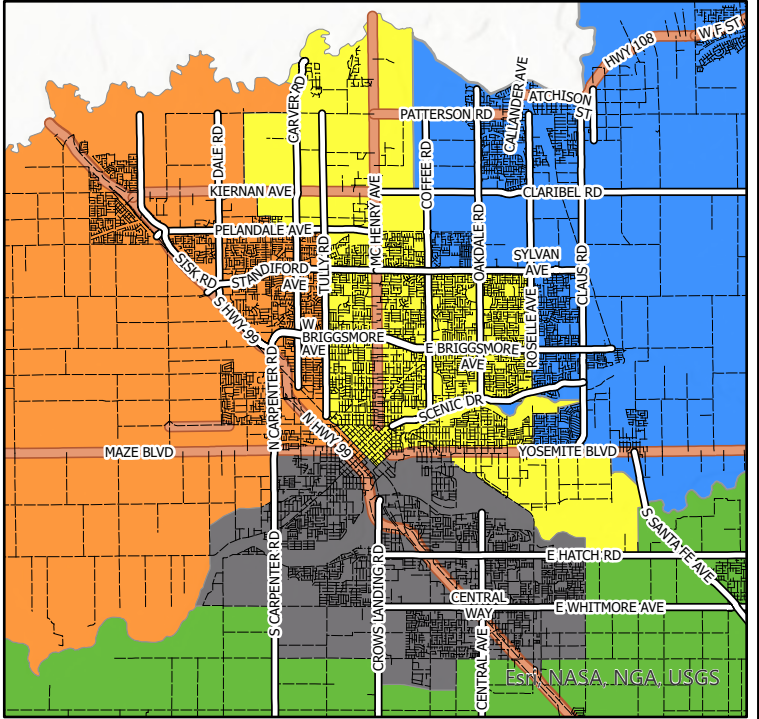 W F ST
HWY 108
CALLANDER AVE
ATCHISON
ST
CARVER RD
PATTERSON RD
DALE RD
COFFEE RD
KIERNAN AVE
CLARIBEL RD
MC HENRY AVE
OAKDALE RD
PELANDALE AVE
TULLY RD
SISK RD
STANDIFORD
AVE
SYLVAN
AVE
CLAUS RD
S HWY 99
ROSELLE AVE
W
BRIGGSMORE
AVE
E BRIGGSMORE
AVE
N CARPENTER RD
SCENIC DR
N HWY 99
MAZE BLVD
YOSEMITE BLVD
S SANTA FE AVE
S CARPENTER RD
CROWS LANDING RD
E HATCH RD
CENTRAL
WAY
E WHITMORE AVE
CENTRAL AVE
Esri, NASA, NGA, USGS